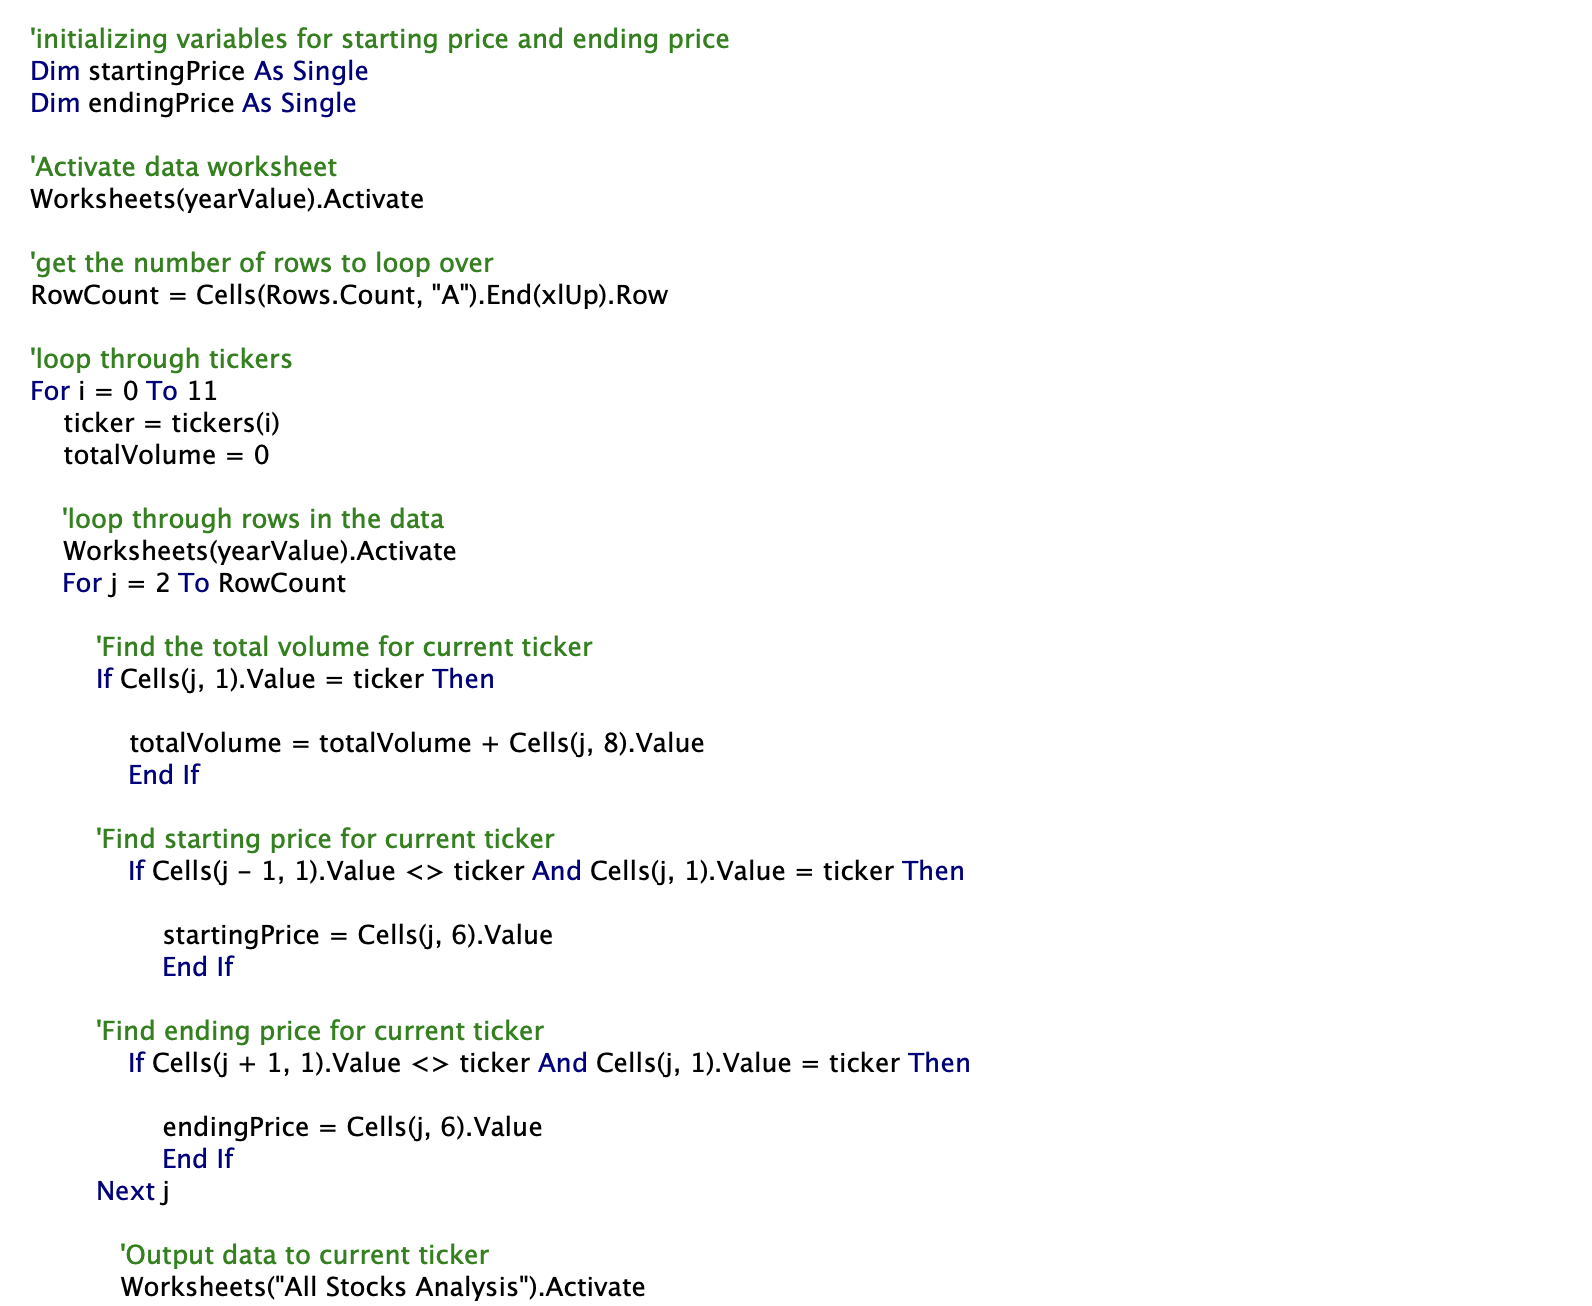 'initializing variables for starting price and ending price
Dim startingPrice As Single
Dim endingPrice As Single
'Activate data worksheet
Worksheets(yearValue).Activate
'get the number of rows to loop over
RowCount = Cells(Rows.Count, "A").End(xlUp).Row
'loop through tickers
For i = 0 To 11
ticker = tickers(i)
totalVolume = 0
'loop through rows in the data
Worksheets(yearValue).Activate
For j = 2 To RowCount
'Find the total volume for current ticker
If Cells(j, 1).Value = ticker Then
totalVolume = totalVolume + Cells(j, 8).Value
End If
'Find starting price for current ticker
If Cells(j - 1, 1).Value <> ticker And Cells(j, 1).Value = ticker Then
startingPrice = Cells(j, 6).Value
End If
'Find ending price for current ticker
If Cells(j + 1, 1).Value <> ticker And Cells(j, 1).Value = ticker Then
endingPrice = Cells(j, 6).Value
End If
Next j
'Output data to current ticker
Worksheets("All Stocks Analysis").Activate